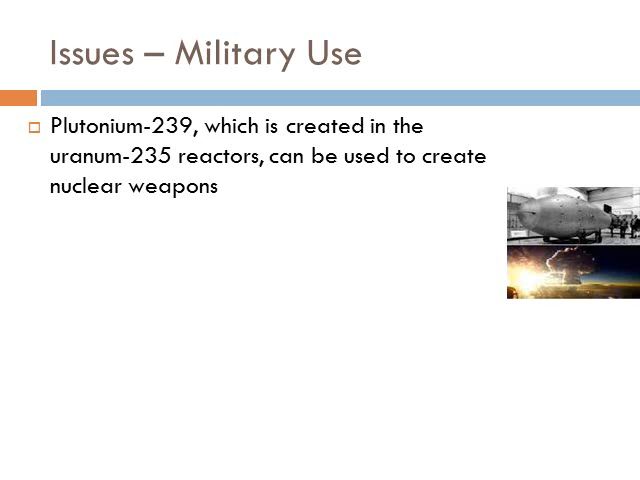 Issues – Military Use
Plutonium-239, which is created in the
uranum-235 reactors, can be used to create
nuclear weapons